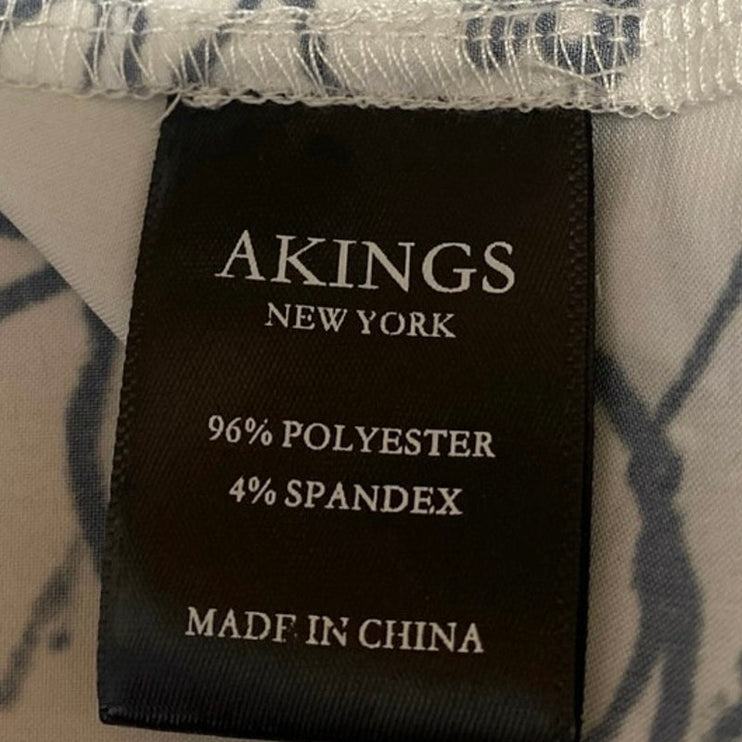 AKINGS
NEW YORK
96% POLYESTER
4% SPANDEX
MADE IN CHINA